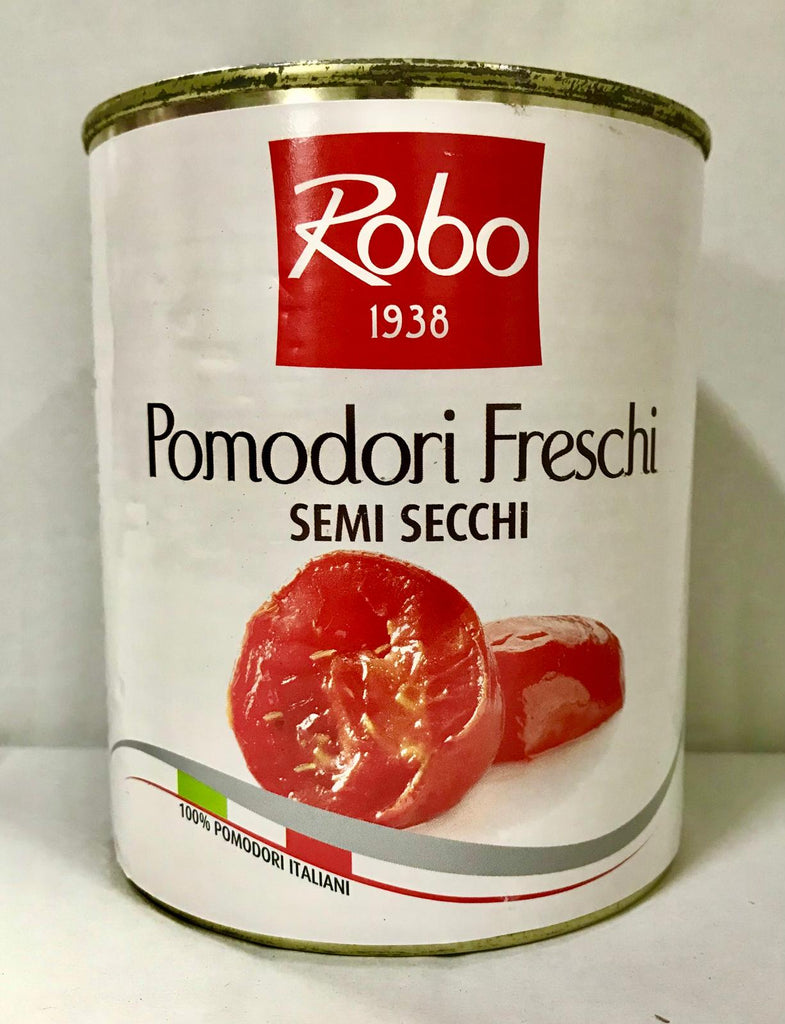 Robo
1938
Pomodori Freschi
SEMI SECCHI
100% POMODORI ITALIANI